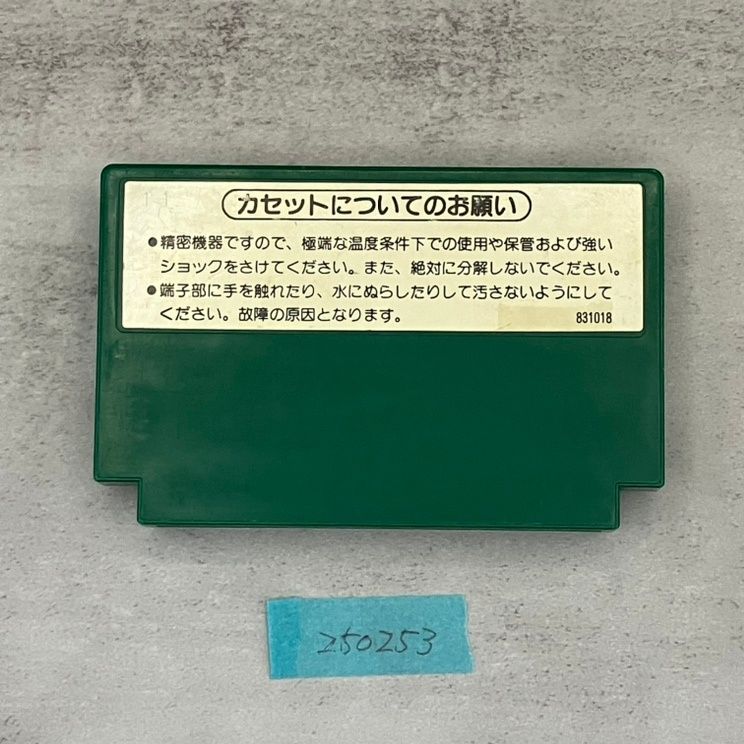 カセットについてのお願い
●精密機器ですので、極端な温度条件下での使用や保管および強い
ショックをさけてください。また、絶対に分解しないでください。
●端子部に手を触れたり、水にぬらしたりして汚さないようにして
ください。故障の原因となります。
831018
250253